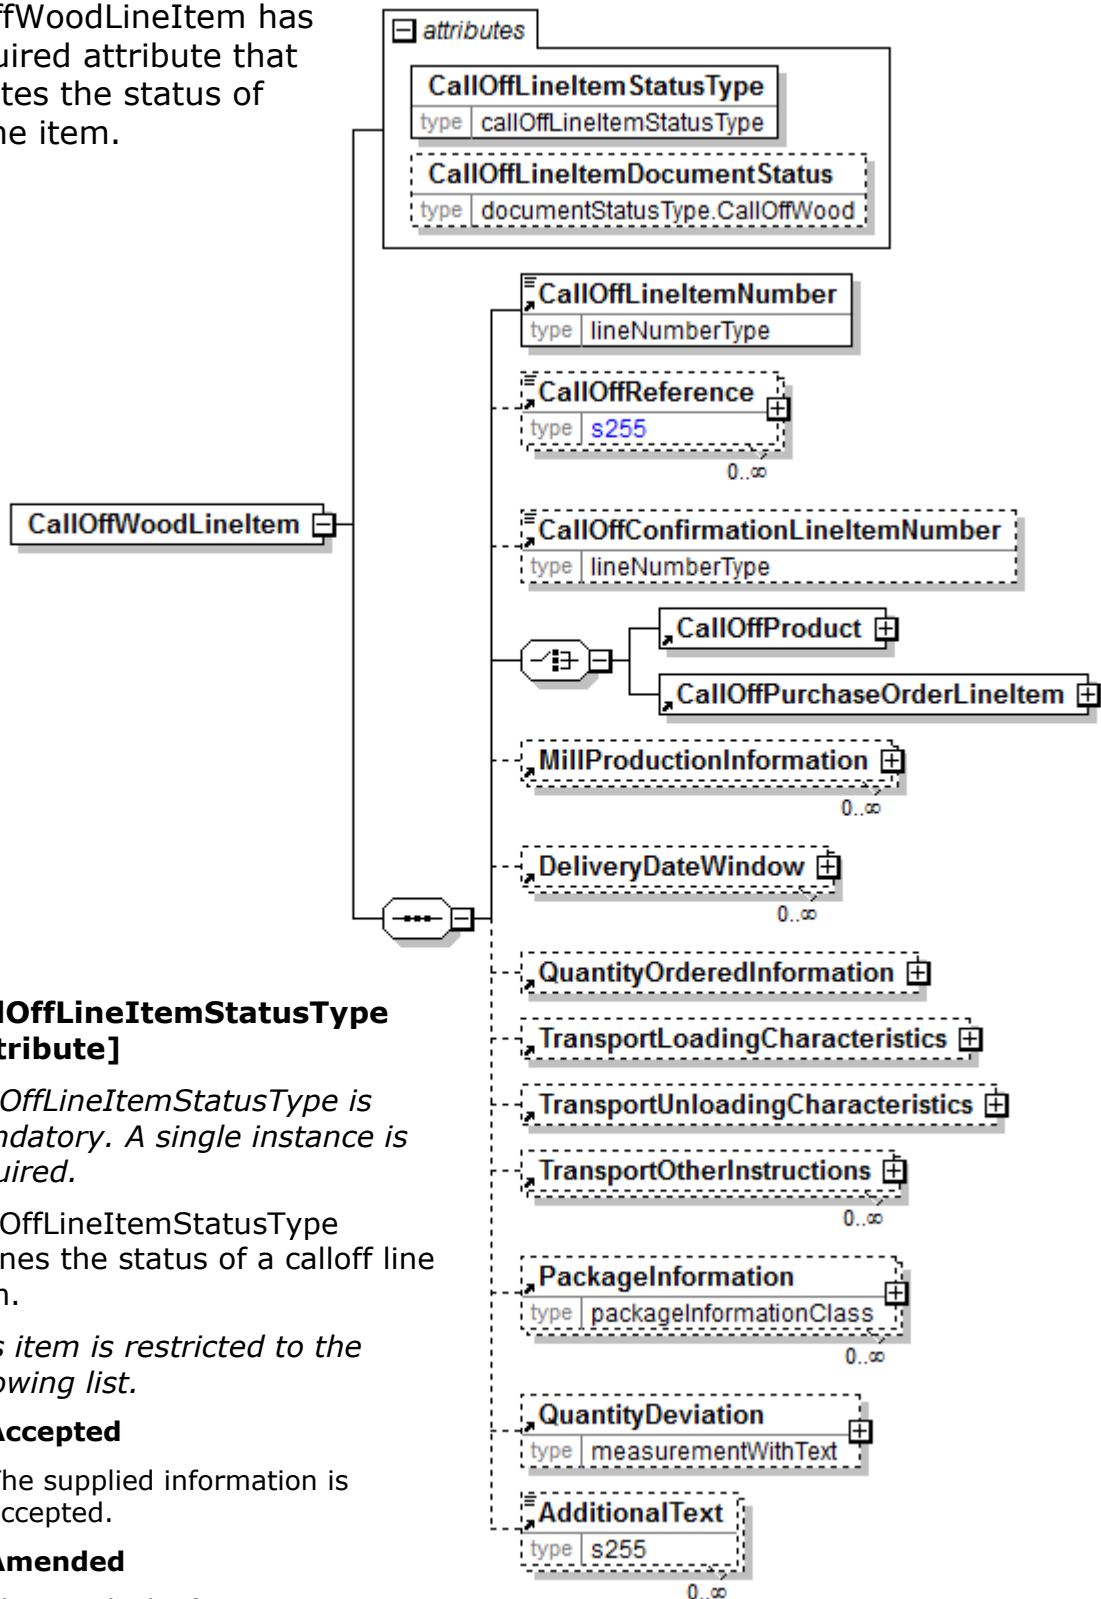 ffWoodLineItem has
uired attribute that
tes the status of
ne item.
attributes
CallOffLineItemStatusType
type callOffLineItemStatusType
CallOffLineItemDocumentStatus
type documentStatusType.CallOffWood
CallOffLineItemNumber
type lineNumberType
CallOffReference
type s255
0..∞
CallOffWoodLineItem
CallOffConfirmationLineItemNumber
type lineNumberType
CallOffProduct
CallOffPurchaseOrderLineItem
MillProductionInformation
0..∞
DeliveryDateWindow
0..∞
QuantityOrderedInformation
TransportLoadingCharacteristics
TransportUnloadingCharacteristics
TransportOtherInstructions
0..∞
PackageInformation
type packageInformationClass
0..∞
QuantityDeviation
type measurementWithText
AdditionalText
type s255
0..∞
lOffLineItemStatusType
tribute]
OffLineItemStatusType is
ndatory. A single instance is
uired.
OffLineItemStatusType
nes the status of a calloff line
m.
s item is restricted to the
owing list.
Accepted
The supplied information is
accepted.
Amended